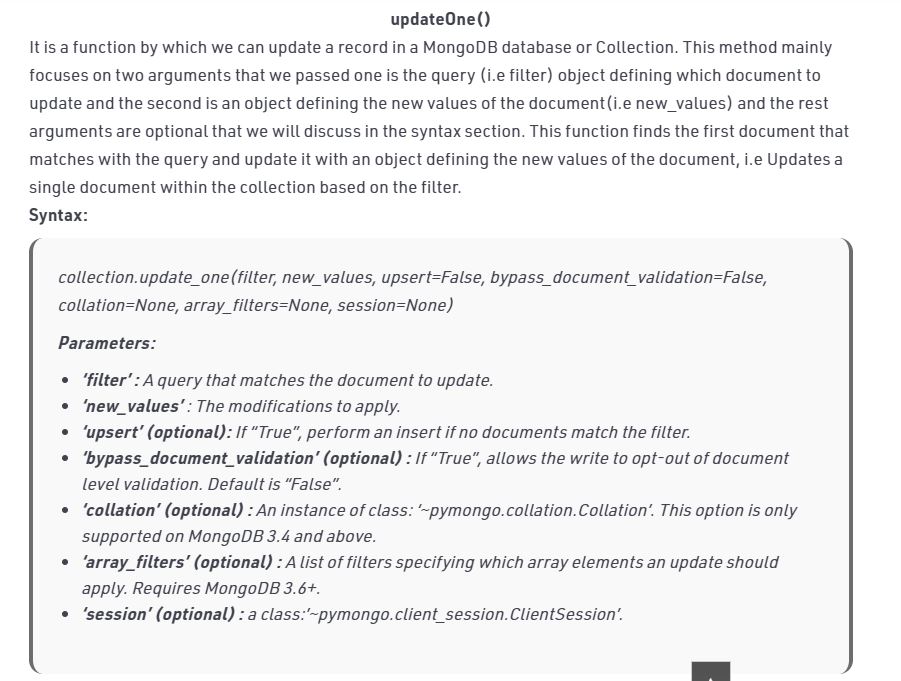 updateOne()
It is a function by which we can update a record in a MongoDB database or Collection. This method mainly
focuses on two arguments that we passed one is the query (i.e filter) object defining which document to
update and the second is an object defining the new values of the document(i.e new_values) and the rest
arguments are optional that we will discuss in the syntax section. This function finds the first document that
matches with the query and update it with an object defining the new values of the document, i.e Updates a
single document within the collection based on the filter.
Syntax:
collection.update_one(filter, new_values, upsert=False, bypass_document_validation=False,
collation=None, array_filters=None, session=None)
Parameters:
• ‘filter’ : A query that matches the document to update.
• ‘new_values’ : The modifications to apply.
• ‘upsert’ (optional): If “True”, perform an insert if no documents match the filter.
• ‘bypass_document_validation’ (optional) : If “True”, allows the write to opt-out of document
level validation. Default is “False”.
• ‘collation’ (optional) : An instance of class: ‘~pymongo.collation.Collation’. This option is only
supported on MongoDB 3.4 and above.
• ‘array_filters’ (optional) : A list of filters specifying which array elements an update should
apply. Requires MongoDB 3.6+.
• ‘session’ (optional) : a class:’~pymongo.client_session.ClientSession’.